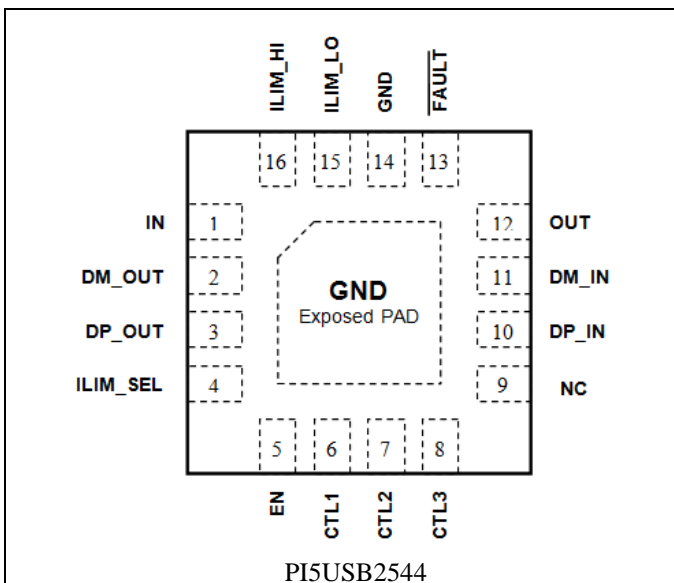 ILIM_HI
ILIM_LO
GND
FAULT
16
15
14
13
IN
1
12
OUT
DM_OUT
2
11
DM_IN
GND
Exposed PAD
DP_OUT
3
10
DP_IN
ILIM_SEL
4
9
NC
5
6
7
8
EN
CTL1
CTL2
CTL3
PI5USB2544